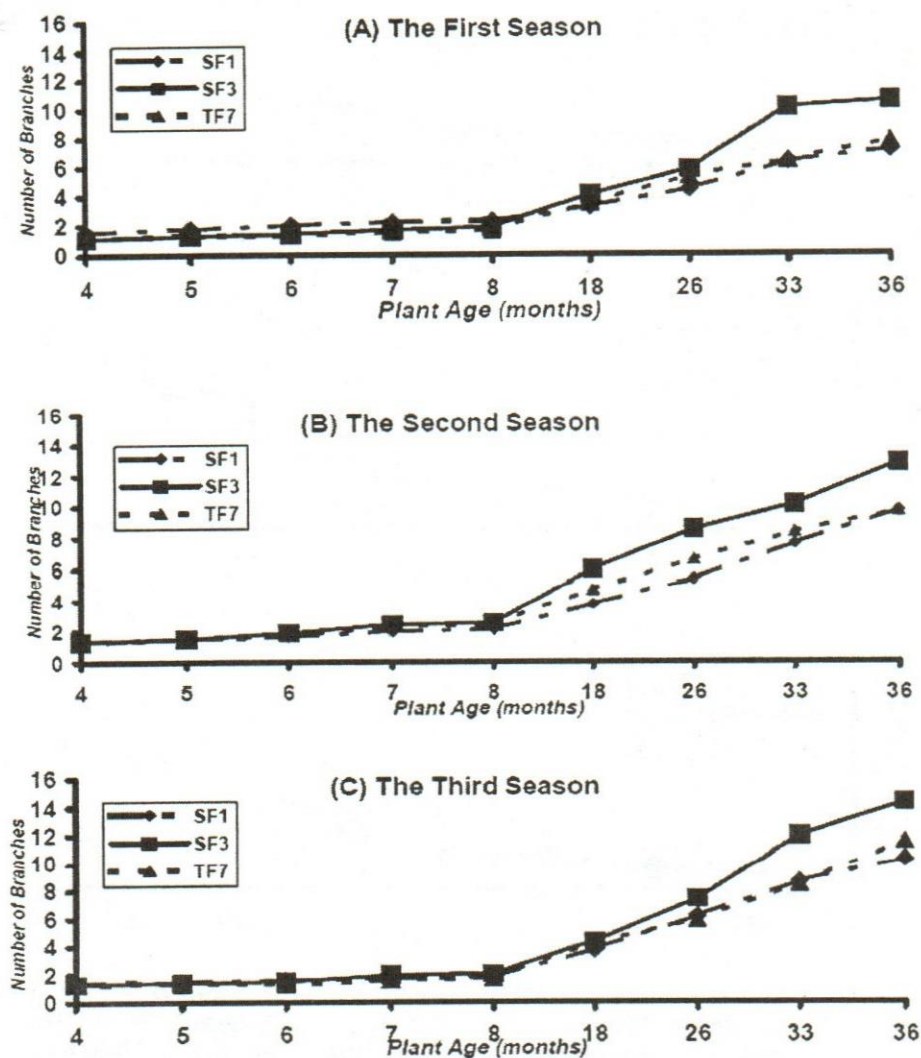 (A) The First Season
16
14
12
10
8
6
4
2
0
Number of Branches
SF1
SF3
TF7
4 5 6 7 8 18 26 33 36
Plant Age (months)
(B) The Second Season
16
14
12
10
8
6
4
2
0
Number of Branches
SF1
SF3
TF7
4 5 6 7 8 18 26 33 36
Plant Age (months)
(C) The Third Season
16
14
12
10
8
6
4
2
0
Number of Branches
SF1
SF3
TF7
4 5 6 7 8 18 26 33 36
Plant Age (months)